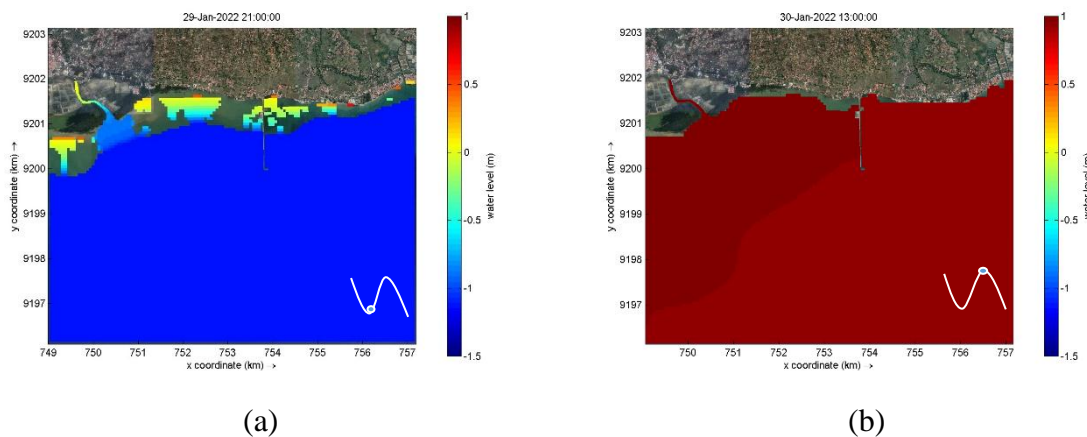 29-Jan-2022 21:00:00
9203
9202
9201
9200
9199
9198
9197
y coordinate (km) →
749 750 751 752 753 754 755 756 757
x coordinate (km) →
1
0.5
0
-0.5
-1
-1.5
water level (m)
(a)
30-Jan-2022 13:00:00
9203
9202
9201
9200
9199
9198
9197
y coordinate (km) →
750 751 752 753 754 755 756 757
x coordinate (km) →
1
0.5
0
-0.5
-1
-1.5
water level (m)
(b)